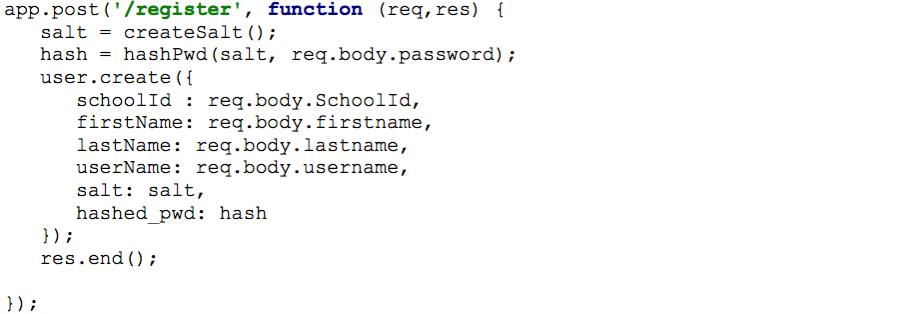 app.post('/register', function (req,res) {
   salt = createSalt();
   hash = hashPwd(salt, req.body.password);
   user.create({
      schoolId : req.body.SchoolId,
      firstName: req.body.firstname,
      lastName: req.body.lastname,
      userName: req.body.username,
      salt: salt,
      hashed_pwd: hash
   });
   res.end();

});